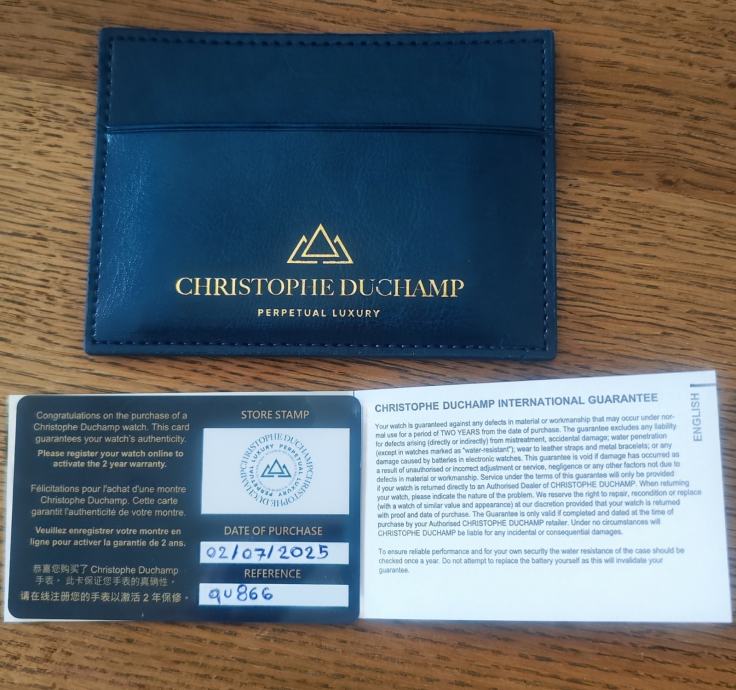 CHRISTOPHE DUCHAMP
PERPETUAL LUXURY
Congratulations on the purchase of a
Christophe Duchamp watch. This card
guarantees your watch's authenticity.
Please register your watch online to
activate the 2 year warranty.
Félicitations pour l'achat d'une montre
Christophe Duchamp. Cette carte
garantit l'authenticité de votre montre.
Veuillez enregistrer votre montre en
ligne pour activer la garantie de 2 ans.
恭喜您购买了 Christophe Duchamp
手表。此卡保证您手表的真确性。
请在线注册您的手表以激活 2 年保修。
STORE STAMP
CHRISTOPHE DUCHAMP
PERPETUAL LUXURY
DATE OF PURCHASE
02/07/2025
REFERENCE
qu866
CHRISTOPHE DUCHAMP INTERNATIONAL GUARANTEE
Your watch is guaranteed against any defects in material or workmanship that may occur under nor-
mal use for a period of TWO YEARS from the date of purchase. The guarantee excludes any liability
for defects arising (directly or indirectly) from mistreatment, accidental damage; water penetration
(except in watches marked as "water-resistant"); wear to leather straps and metal bracelets; or any
damage caused by batteries in electronic watches. This guarantee is void if damage has occurred as
a result of unauthorised or incorrect adjustment or service, negligence or any other factors not due to
defects in material or workmanship. Service under the terms of this guarantee will only be provided
if your watch is returned directly to an Authorised Dealer of CHRISTOPHE DUCHAMP. When returning
your watch, please indicate the nature of the problem. We reserve the right to repair, recondition or replace
(with a watch of similar value and appearance) at our discretion provided that your watch is returned
with proof and date of purchase. The Guarantee is only valid if completed and dated at the time of
purchase by your Authorised CHRISTOPHE DUCHAMP retailer. Under no circumstances will
CHRISTOPHE DUCHAMP be liable for any incidental or consequential damages.
To ensure reliable performance and for your own security the water resistance of the case should be
checked once a year. Do not attempt to replace the battery yourself as this will invalidate your
guarantee.
ENGLISH